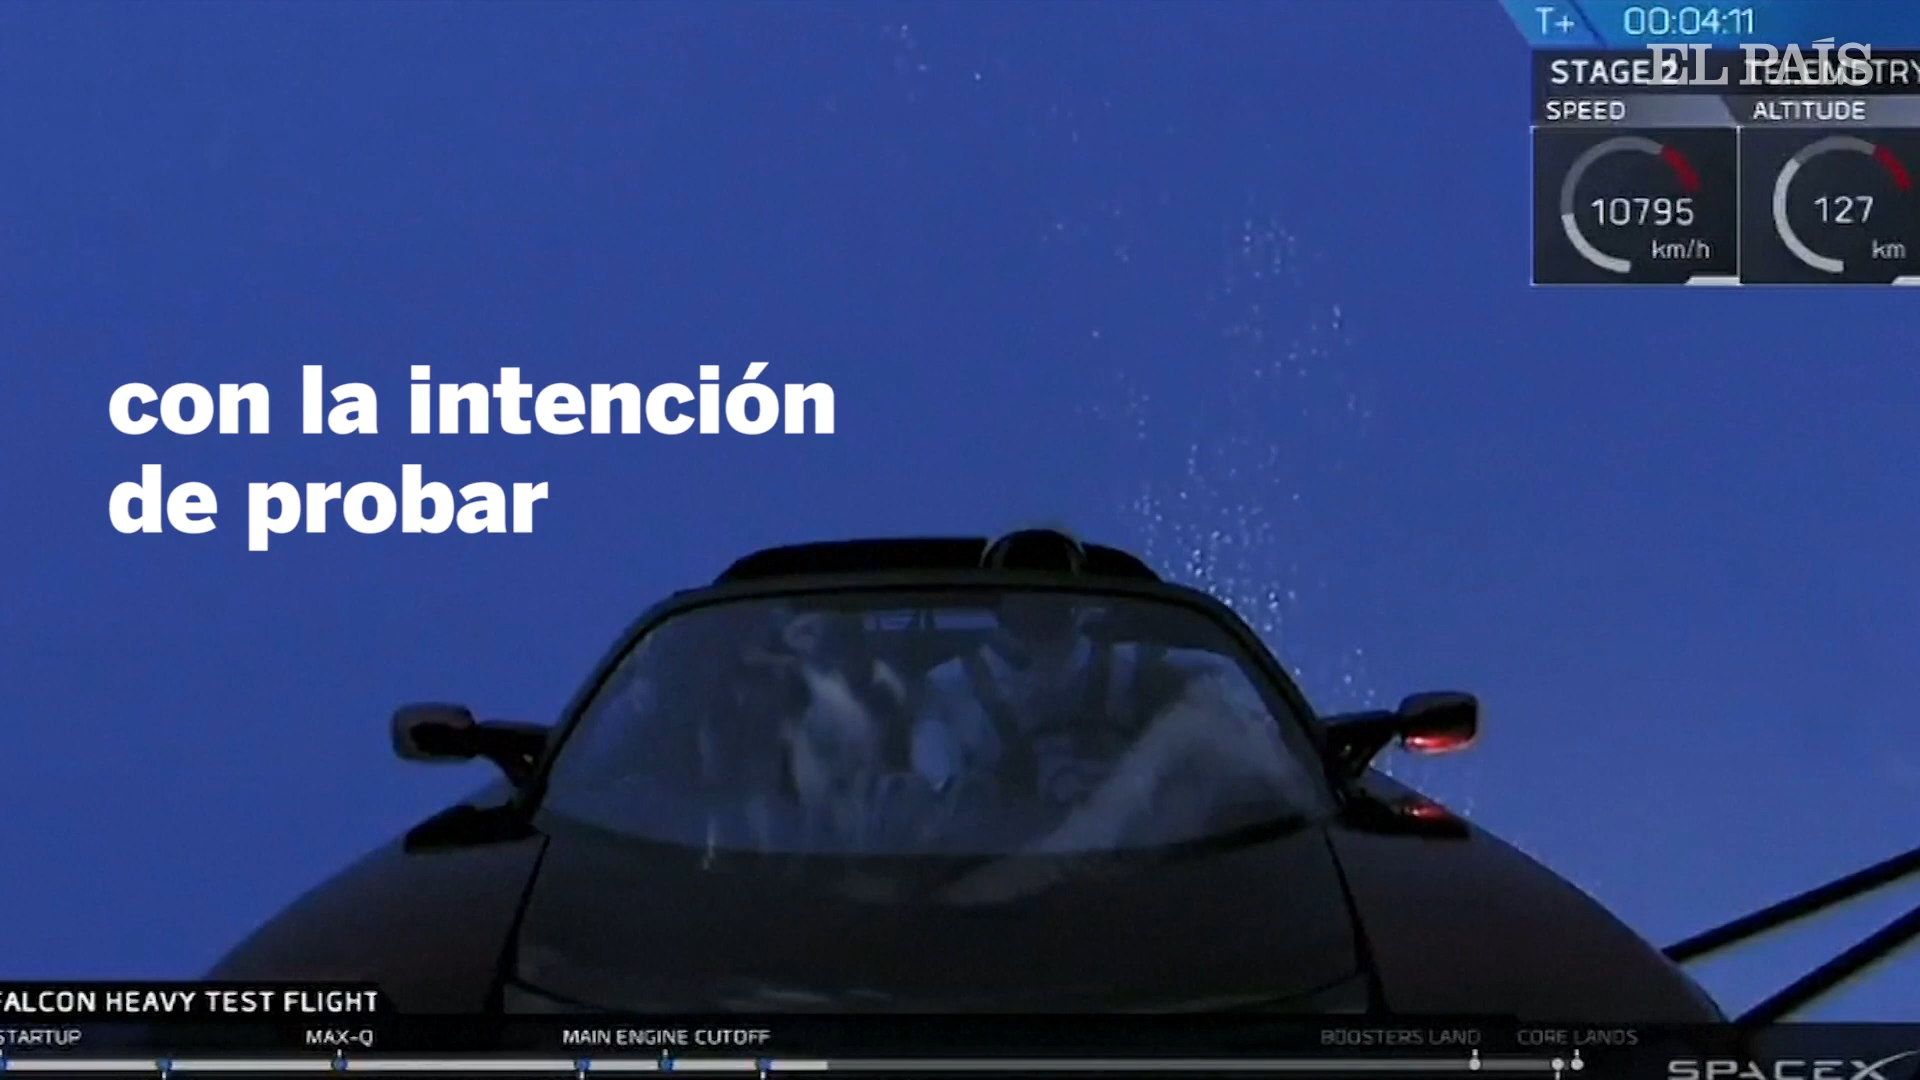 T+ 00:04:11
EL PAÍS
STAGE 2 TELEMETRY
SPEED ALTITUDE
10795 127
km/h km
con la intención
de probar
FALCON HEAVY TEST FLIGHT
STARTUP MAX-Q MAIN ENGINE CUTOFF BOOSTERS LAND CORE LANDS
SPACEX